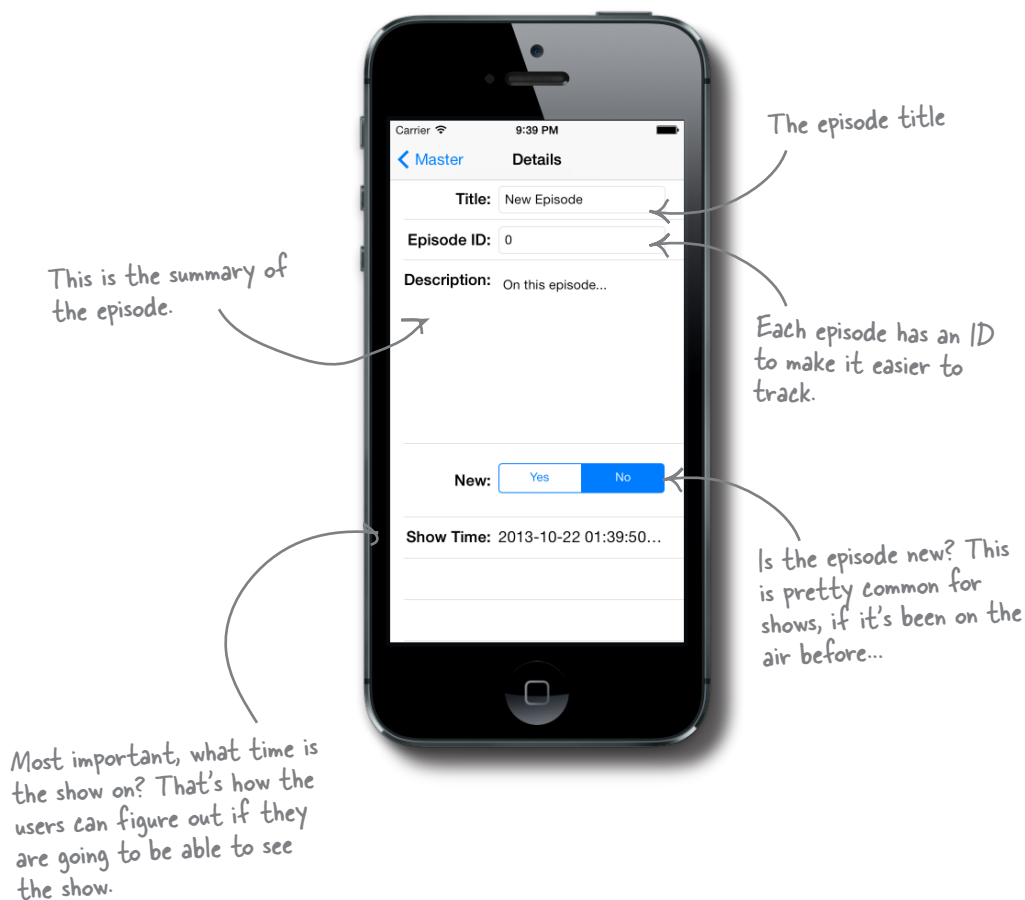 The episode title
Carrier 9:39 PM
Master Details
Title: New Episode
Episode ID: 0
Description: On this episode...
This is the summary of
the episode.
Each episode has an ID
to make it easier to
track.
New: Yes No
Show Time: 2013-10-22 01:39:50...
Is the episode new? This
is pretty common for
shows, if it's been on the
air before...
Most important, what time is
the show on? That's how the
users can figure out if they
are going to be able to see
the show.